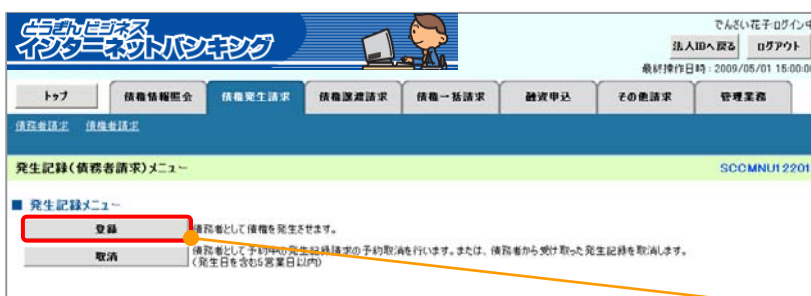 とうぎんビジネス
インターネットバンキング
でんさい花子:ログイン中
法人IDへ戻る ログアウト
最終操作日時:2009/05/01 15:00:00
トップ 債権情報照会 債権発生請求 債権譲渡請求 債権一括請求 融資申込 その他請求 管理業務
債務者請求 債権者請求
発生記録(債務者請求)メニュー SCCMNU12201
■ 発生記録メニュー
登録 債務者として債権を発生させます。
取消 債務者として予約中の発生記録請求の予約取消を行います。または、債務者から受け取った発生記録を取消します。
(発生日を含む5営業日以内)